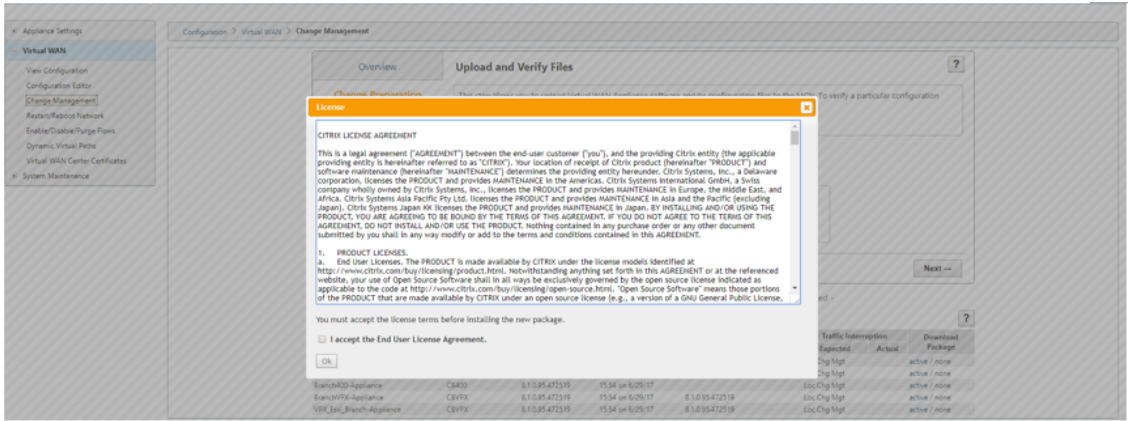 Appliance Settings
Configuration > Virtual WAN > Change Management
Virtual WAN
View Configuration
Configuration Editor
Change Management
Restart/Reboot Network
Enable/Disable/Purge Flows
Dynamic Virtual Paths
Virtual WAN Center Certificates
System Maintenance
Overview
Upload and Verify Files
?
Change Preparation
License
CITRIX LICENSE AGREEMENT
This is a legal agreement ("AGREEMENT") between the end-user customer ("you"), and the providing Citrix entity (the applicable
providing entity is hereinafter referred to as "CITRIX"). Your location of receipt of Citrix product (hereinafter "PRODUCT") and
software maintenance (hereinafter "MAINTENANCE") determines the providing entity hereunder. Citrix Systems, Inc., a Delaware
corporation, licenses the PRODUCT and provides MAINTENANCE in the Americas. Citrix Systems International GmbH, a Swiss
company wholly owned by Citrix Systems, Inc., licenses the PRODUCT and provides MAINTENANCE in Europe, the Middle East, and
Africa. Citrix Systems Asia Pacific Pty Ltd. licenses the PRODUCT and provides MAINTENANCE in Asia and the Pacific (excluding
Japan). Citrix Systems Japan KK licenses the PRODUCT and provides MAINTENANCE in Japan. BY INSTALLING AND/OR USING THE
PRODUCT, YOU ARE AGREEING TO BE BOUND BY THE TERMS OF THIS AGREEMENT. IF YOU DO NOT AGREE TO THE TERMS OF THIS
AGREEMENT, DO NOT INSTALL AND/OR USE THE PRODUCT. Nothing contained in any purchase order or any other document
submitted by you shall in any way modify or add to the terms and conditions contained in this AGREEMENT.
1. PRODUCT LICENSES.
a. End User Licenses. The PRODUCT is made available by CITRIX under the license models identified at
http://www.citrix.com/buy/licensing/product.html. Notwithstanding anything set forth in this AGREEMENT or at the referenced
website, your use of Open Source Software shall in all ways be exclusively governed by the open source license indicated as
applicable to the code at http://www.citrix.com/buy/licensing/open-source.html. "Open Source Software" means those portions
of the PRODUCT that are made available by CITRIX under an open source license (e.g., a version of a GNU General Public License,
You must accept the license terms before installing the new package.
I accept the End User License Agreement.
Ok
To verify a particular configuration
Next
ed -
?
Traffic Interruption Download
Expected Actual Package
Chg Mgt active / none
Chg Mgt active / none
Branch400-Appliance CB400 8.1.0.95.472519 15:54 on 6/29/17 Loc Chg Mgt active / none
BranchVPX-Appliance CBVPX 8.1.0.95.472519 15:54 on 6/29/17 8.1.0.95.472519 Loc Chg Mgt active / none
VPX_Esxi_Branch-Appliance CBVPX 8.1.0.95.472519 15:54 on 6/29/17 8.1.0.95.472519 Loc Chg Mgt active / none